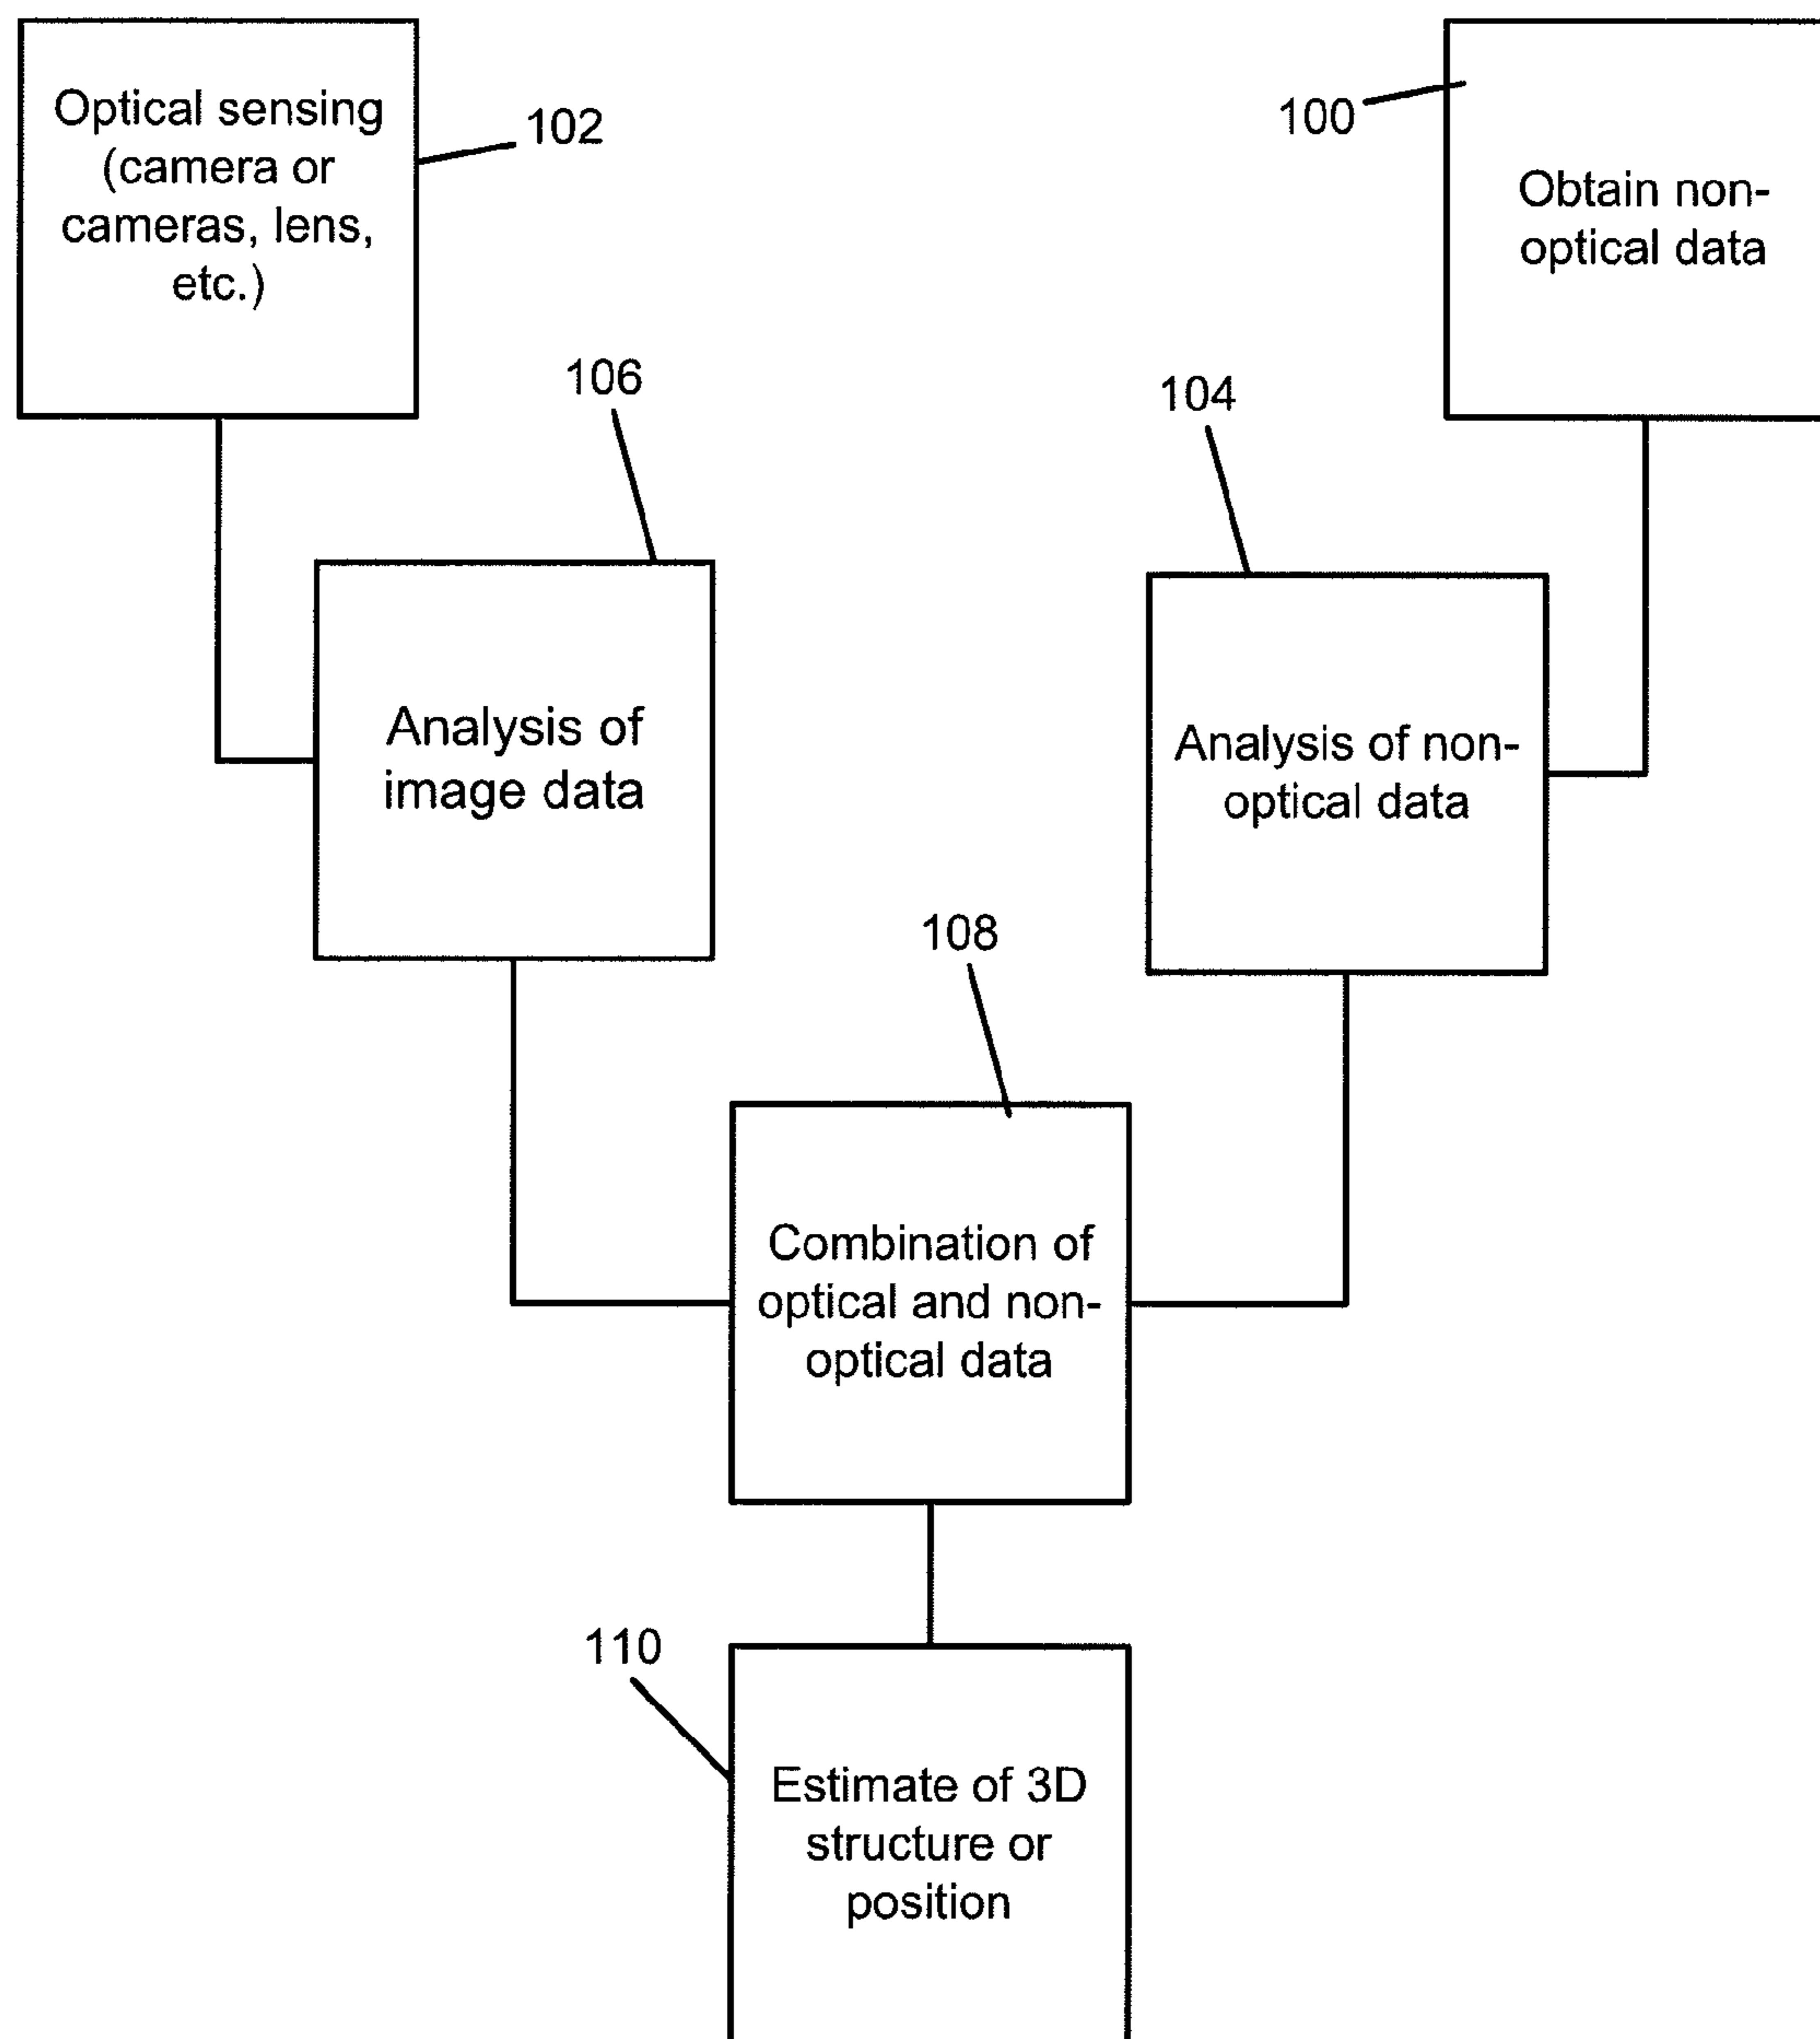 Optical sensing
(camera or
cameras, lens,
etc.)
102
100
Obtain non-
optical data
106
104
Analysis of
image data
Analysis of non-
optical data
108
Combination of
optical and non-
optical data
110
Estimate of 3D
structure or
position